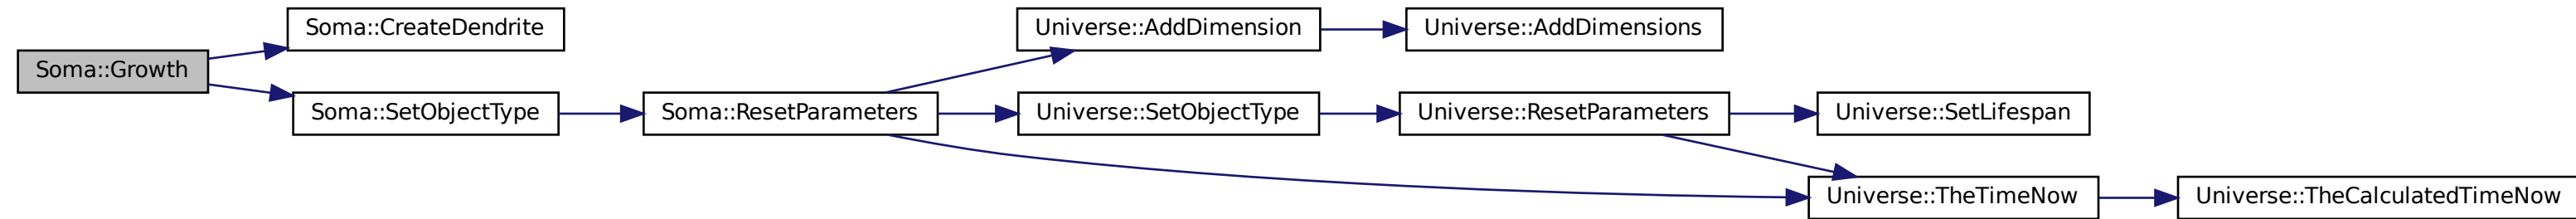 Soma::Growth
Soma::CreateDendrite
Soma::SetObjectType
Soma::ResetParameters
Universe::AddDimension
Universe::AddDimensions
Universe::SetObjectType
Universe::ResetParameters
Universe::SetLifespan
Universe::TheTimeNow
Universe::TheCalculatedTimeNow